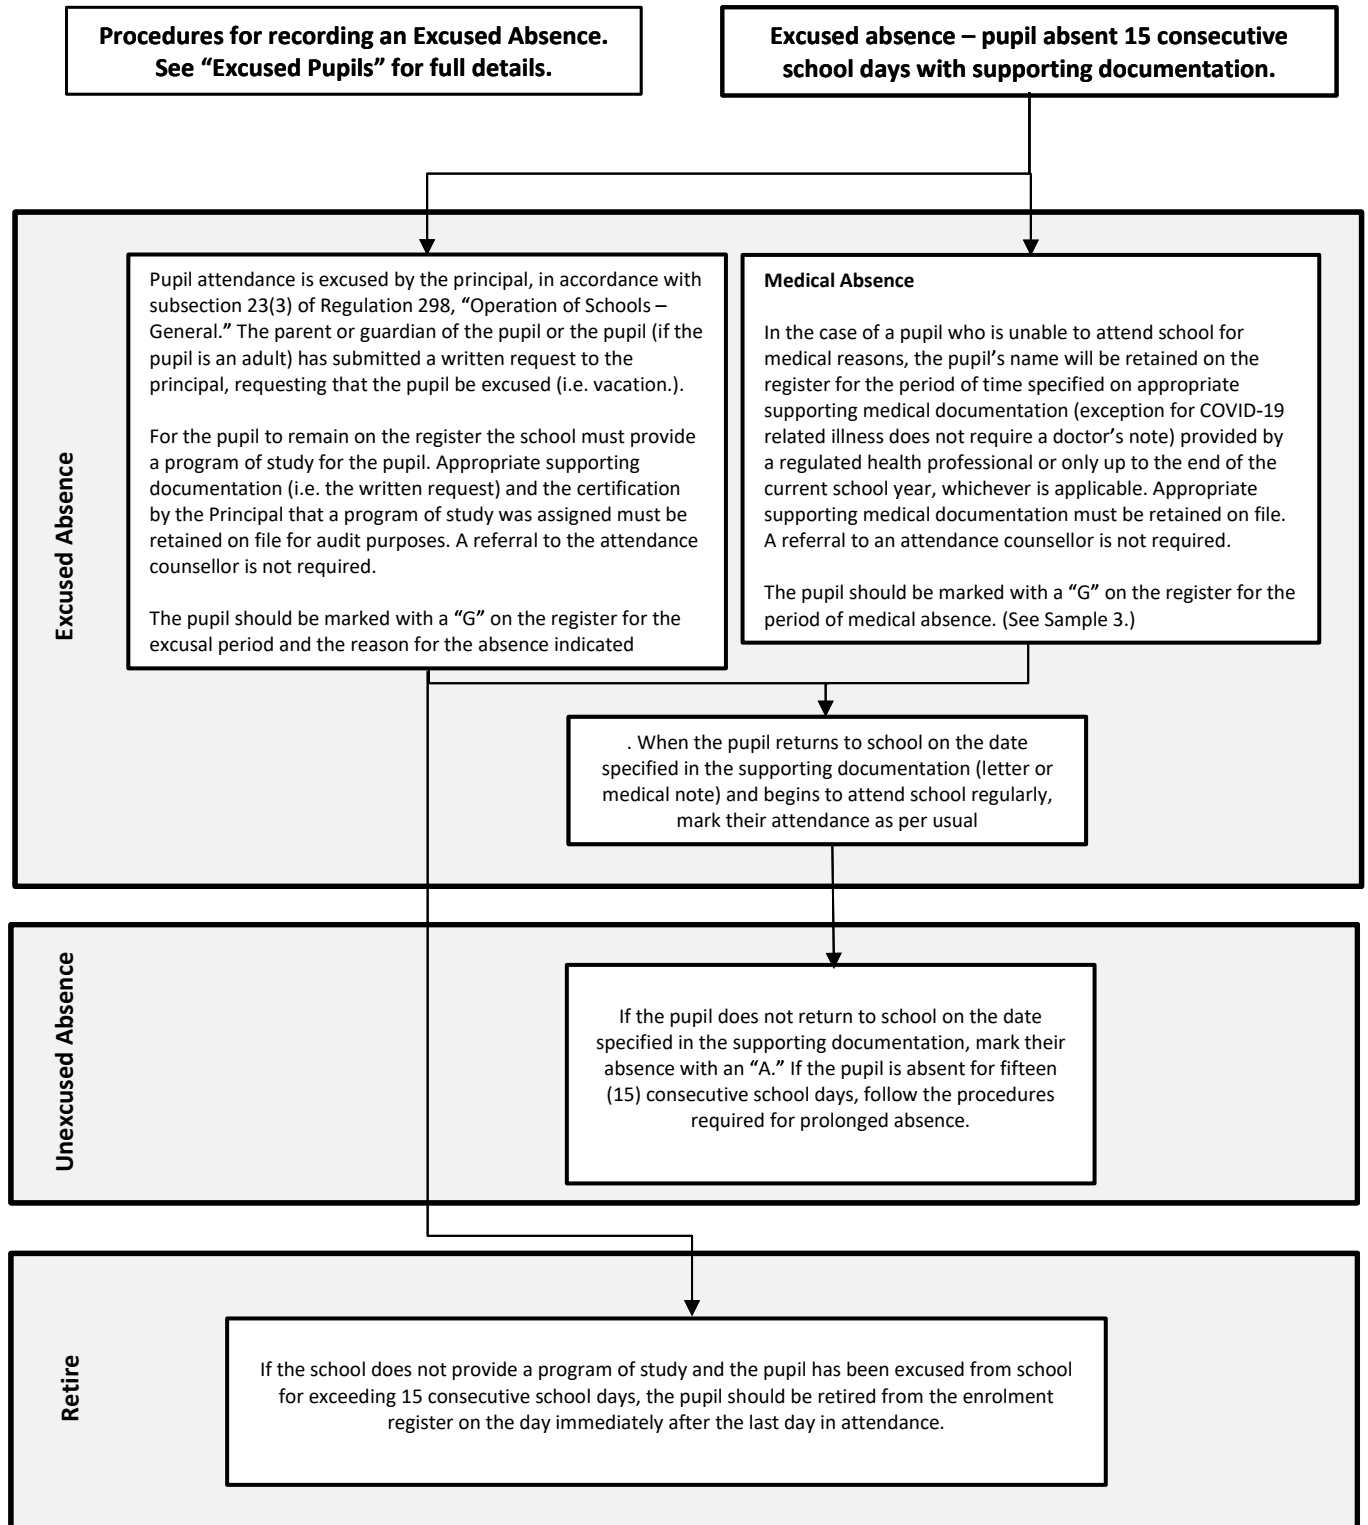 Procedures for recording an Excused Absence.
See “Excused Pupils” for full details.
Excused absence – pupil absent 15 consecutive
school days with supporting documentation.
Excused Absence
Pupil attendance is excused by the principal, in accordance with
subsection 23(3) of Regulation 298, “Operation of Schools –
General.” The parent or guardian of the pupil or the pupil (if the
pupil is an adult) has submitted a written request to the
principal, requesting that the pupil be excused (i.e. vacation.).
For the pupil to remain on the register the school must provide
a program of study for the pupil. Appropriate supporting
documentation (i.e. the written request) and the certification
by the Principal that a program of study was assigned must be
retained on file for audit purposes. A referral to the attendance
counsellor is not required.
The pupil should be marked with a “G” on the register for the
excusal period and the reason for the absence indicated
Medical Absence
In the case of a pupil who is unable to attend school for
medical reasons, the pupil’s name will be retained on the
register for the period of time specified on appropriate
supporting medical documentation (exception for COVID-19
related illness does not require a doctor’s note) provided by
a regulated health professional or only up to the end of the
current school year, whichever is applicable. Appropriate
supporting medical documentation must be retained on file.
A referral to an attendance counsellor is not required.
The pupil should be marked with a “G” on the register for the
period of medical absence. (See Sample 3.)
. When the pupil returns to school on the date
specified in the supporting documentation (letter or
medical note) and begins to attend school regularly,
mark their attendance as per usual
Unexcused Absence
If the pupil does not return to school on the date
specified in the supporting documentation, mark their
absence with an “A.” If the pupil is absent for fifteen
(15) consecutive school days, follow the procedures
required for prolonged absence.
Retire
If the school does not provide a program of study and the pupil has been excused from school
for exceeding 15 consecutive school days, the pupil should be retired from the enrolment
register on the day immediately after the last day in attendance.